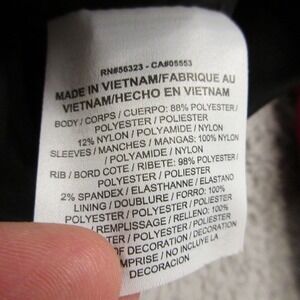 RN#56323 - CA#05553
MADE IN VIETNAM/FABRIQUE AU
VIETNAM/HECHO EN VIETNAM
BODY / CORPS / CUERPO: 88% POLYESTER /
POLYESTER / POLIESTER
12% NYLON / POLYAMIDE / NYLON
SLEEVES / MANCHES / MANGAS: 100% NYLON
/ POLYAMIDE / NYLON
RIB / BORD COTE / RIBETE: 98% POLYESTER /
POLYESTER / POLIESTER
2% SPANDEX / ELASTHANNE / ELASTANO
LINING / DOUBLURE / FORRO: 100%
POLYESTER / POLYESTER / POLIESTER
/ REMPLISSAGE / RELLENO: 100%
POLYESTER / POLYESTER / POLIESTER
OF DECORATION / DECORATION
COMPRISE / NO INCLUYE LA
DECORACION